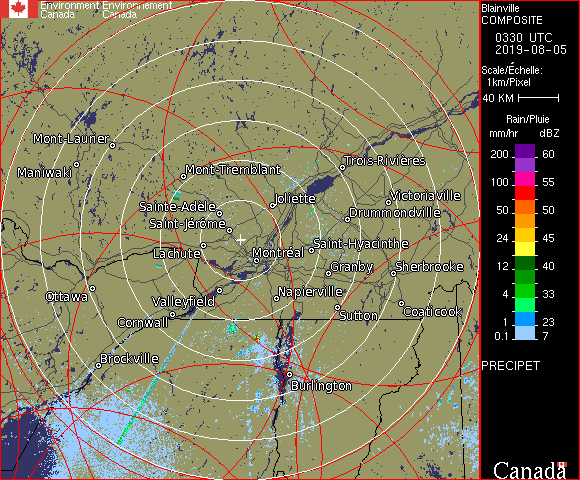 Environment Environnement
Canada Canada
Blainville
COMPOSITE
0330 UTC
2019-08-05
Scale/Échelle:
1km/Pixel
40 KM
Rain/Pluie
mm/hr dBZ
200 60
100 55
50 50
24 45
12 40
4 33
1 23
0.1 7
PRECIPET
Mont-Laurier
Maniwaki
Mont-Tremblant
Trois-Rivières
Sainte-Adèle
Joliette
Victoriaville
Saint-Jérôme
Drummondville
Lachute
Montréal
Saint-Hyacinthe
Granby
Sherbrooke
Ottawa
Valleyfield
Napierville
Cornwall
Sutton
Coaticook
Brockville
Burlington
Canada